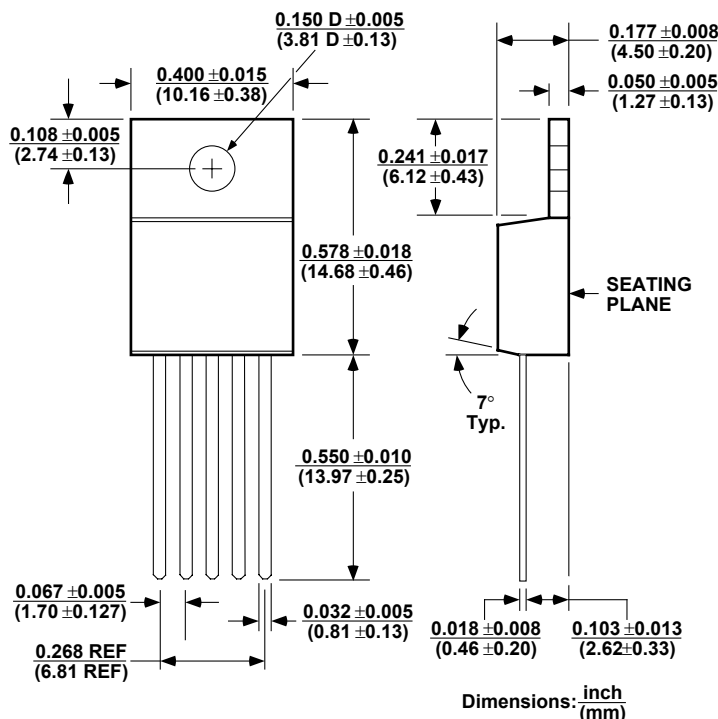 0.150 D ±0.005
(3.81 D ±0.13)
0.177 ±0.008
(4.50 ±0.20)
0.400 ±0.015
(10.16 ±0.38)
0.050 ±0.005
(1.27 ±0.13)
0.108 ±0.005
(2.74 ±0.13)
0.241 ±0.017
(6.12 ±0.43)
0.578 ±0.018
(14.68 ±0.46)
SEATING
PLANE
7°
Typ.
0.550 ±0.010
(13.97 ±0.25)
0.067 ±0.005
(1.70 ±0.127)
0.032 ±0.005
(0.81 ±0.13)
0.018 ±0.008
(0.46 ±0.20)
0.103 ±0.013
(2.62±0.33)
0.268 REF
(6.81 REF)
Dimensions: inch
(mm)